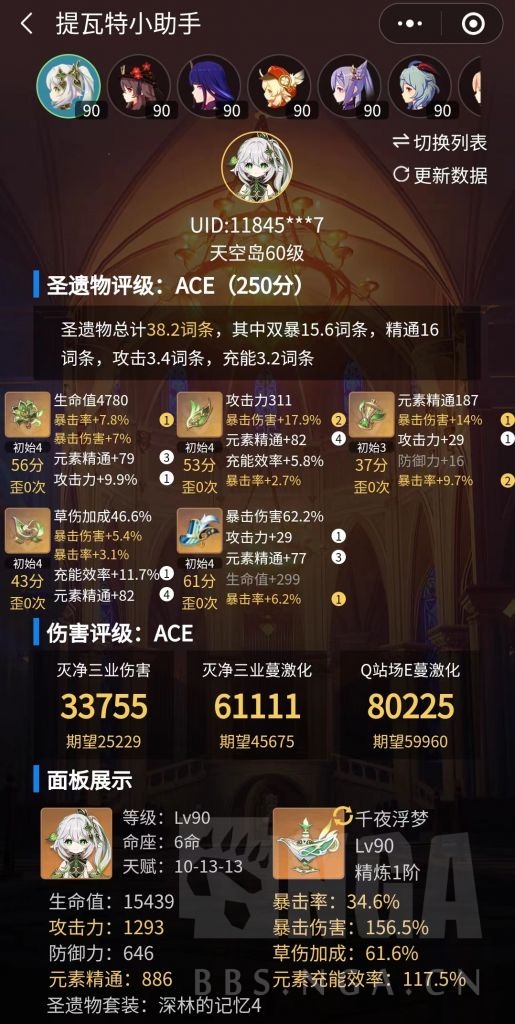 提瓦特小助手
90 90 90 90 90 90
切换列表
更新数据
UID:11845***7
天空岛60级
圣遗物评级：ACE（250分）
圣遗物总计38.2词条，其中双暴15.6词条，精通16
词条，攻击3.4词条，充能3.2词条
生命值4780
暴击率+7.8% 1
暴击伤害+7%
元素精通+79 3
攻击力+9.9% 1
初始4
56分
歪0次
攻击力311
暴击伤害+17.9% 2
元素精通+82 4
充能效率+5.8%
暴击率+2.7%
初始4
53分
歪0次
元素精通187
暴击伤害+14% 1
攻击力+29 1
防御力+16
暴击率+9.7% 2
初始3
37分
歪0次
草伤加成46.6%
暴击伤害+5.4%
暴击率+3.1%
充能效率+11.7% 1
元素精通+82 4
初始4
43分
歪0次
暴击伤害62.2%
攻击力+29 1
元素精通+77 3
生命值+299
暴击率+6.2% 1
初始4
61分
歪0次
伤害评级：ACE
灭净三业伤害 灭净三业蔓激化 Q站场E蔓激化
33755 61111 80225
期望25229 期望45675 期望59960
面板展示
等级：Lv90
命座：6命
天赋：10-13-13
千夜浮梦
Lv90
精炼1阶
生命值：15439 暴击率：34.6%
攻击力：1293 暴击伤害：156.5%
防御力：646 草伤加成：61.6%
元素精通：886 元素充能效率：117.5%
圣遗物套装：深林的记忆4
NGA
BBS.NGA.CN